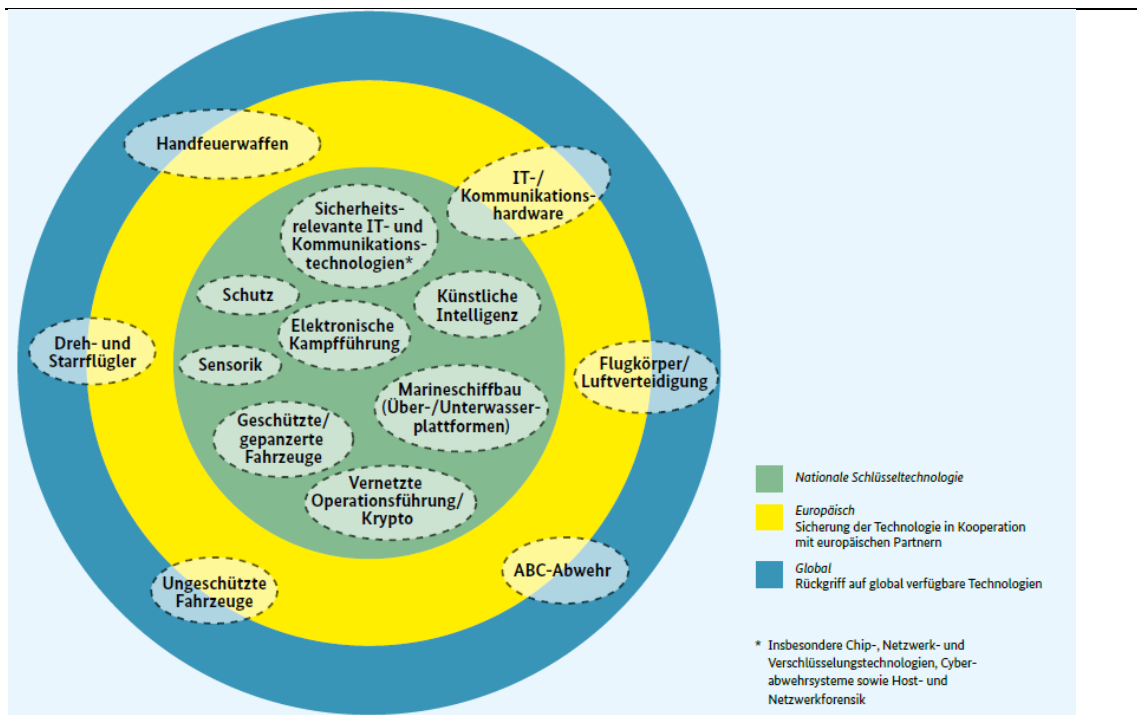 Handfeuerwaffen
IT-/
Kommunikations-
hardware
Sicherheits-
relevante IT- und
Kommunikations-
technologien*
Schutz
Künstliche
Intelligenz
Elektronische
Kampfführung
Dreh- und
Starrflügler
Sensorik
Flugkörper/
Luftverteidigung
Marineschiffbau
(Über-/Unterwasser-
plattformen)
Geschützte/
gepanzerte
Fahrzeuge
Vernetzte
Operationsführung/
Krypto
Ungeschützte
Fahrzeuge
ABC-Abwehr
Nationale Schlüsseltechnologie
Europäisch
Sicherung der Technologie in Kooperation
mit europäischen Partnern
Global
Rückgriff auf global verfügbare Technologien
* Insbesondere Chip-, Netzwerk- und
Verschlüsselungstechnologien, Cyber-
abwehrsysteme sowie Host- und
Netzwerkforensik